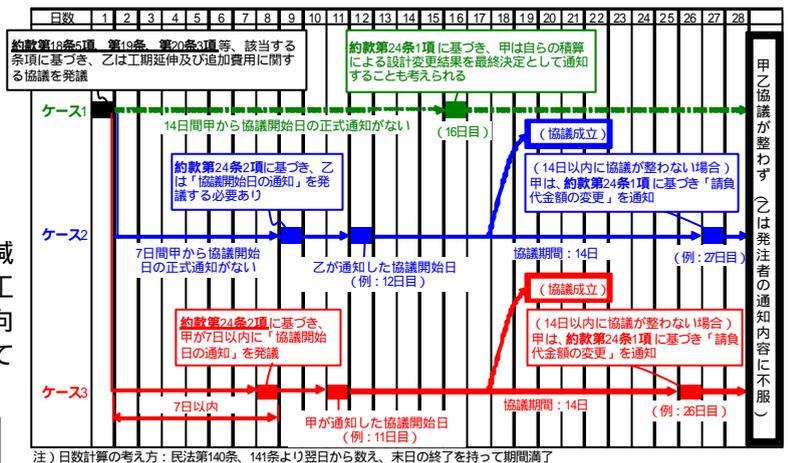 日数 1 2 3 4 5 6 7 8 9 10 11 12 13 14 15 16 17 18 19 20 21 22 23 24 25 26 27 28
約款第18条5項、第19条、第20条3項等、該当する
条項に基づき、乙は工期延伸及び追加費用に関す
る協議を発議
約款第24条1項に基づき、甲は自らの積算
による設計変更結果を最終決定として通知
することも考えられる
ケース1
14日間甲から協議開始日の正式通知がない
(16日目)
(協議成立)
約款第24条2項に基づき、乙
は「協議開始日の通知」を発
議する必要あり
(14日以内に協議が整わない場合)
甲は、約款第24条1項に基づき「請負
代金額の変更」を通知
ケース2
7日間甲から協議開始
日の正式通知がない
乙が通知した協議開始日
(例:12日目)
協議期間:14日
(例:27日目)
(協議成立)
約款第24条2項に基づき、
甲が7日以内に「協議開始
日の通知」を発議
(14日以内に協議が整わない場合)
甲は、約款第24条1項に基づき「請負
代金額の変更」を通知
ケース3
7日以内
甲が通知した協議開始日
(例:11日目)
協議期間:14日
(例:26日目)
甲乙協議が整わず(乙は発注者の通知内容に不服)
減
工
向
て
注)日数計算の考え方:民法第140条、141条より翌日から数え、末日の終了を持って期間満了